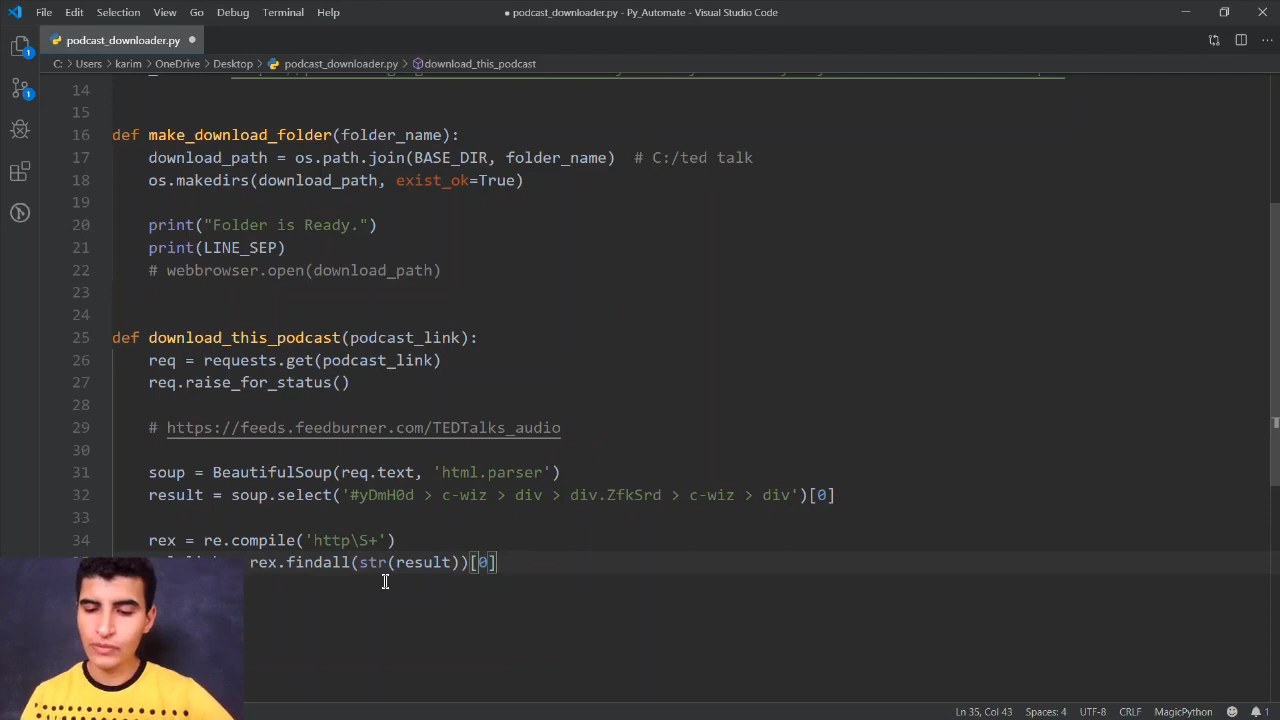 File Edit Selection View Go Debug Terminal Help
● podcast_downloader.py - Py_Automate - Visual Studio Code
podcast_downloader.py ●
C: > Users > karim > OneDrive > Desktop > podcast_downloader.py > download_this_podcast
14
15
16 def make_download_folder(folder_name):
17 download_path = os.path.join(BASE_DIR, folder_name) # C:/ted talk
18 os.makedirs(download_path, exist_ok=True)
19
20 print("Folder is Ready.")
21 print(LINE_SEP)
22 # webbrowser.open(download_path)
23
24
25 def download_this_podcast(podcast_link):
26 req = requests.get(podcast_link)
27 req.raise_for_status()
28
29 # https://feeds.feedburner.com/TEDTalks_audio
30
31 soup = BeautifulSoup(req.text, 'html.parser')
32 result = soup.select('#yDmH0d > c-wiz > div > div.ZfkSrd > c-wiz > div')[0]
33
34 rex = re.compile('http\S+')
rex.findall(str(result))[0]
Ln 35, Col 43 Spaces: 4 UTF-8 CRLF MagicPython 1